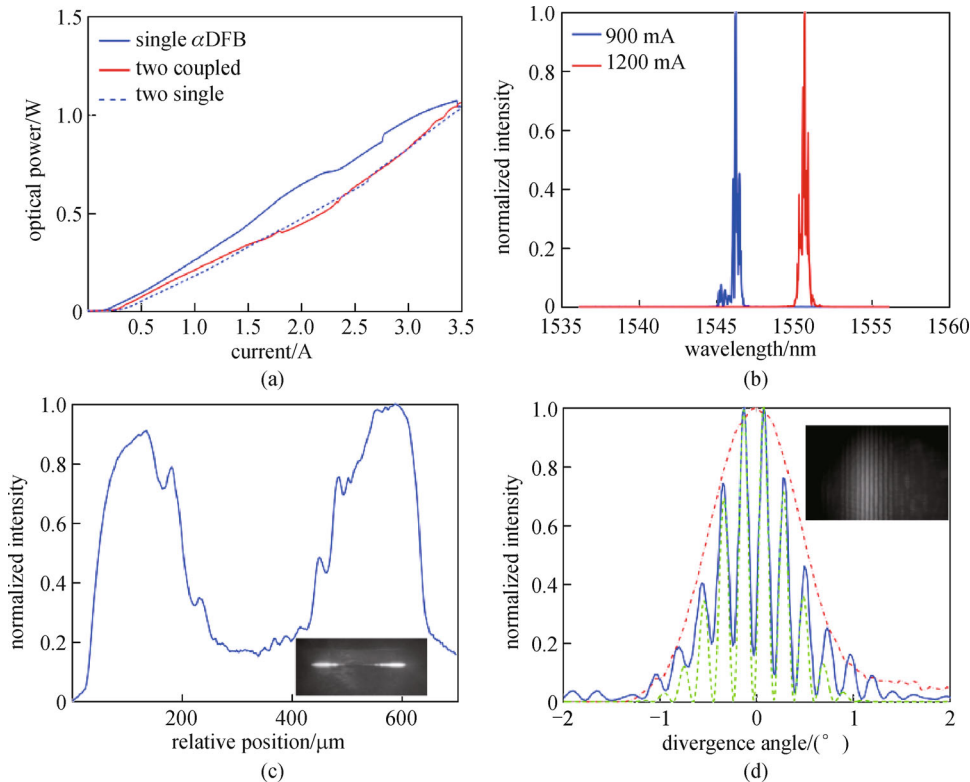 1.5
single αDFB
two coupled
two single
1.0
0.5
0
optical power/W
0.5 1.0 1.5 2.0 2.5 3.0 3.5
current/A
(a)
1.0
900 mA
1200 mA
0.8
0.6
0.4
0.2
0
normalized intensity
1535 1540 1545 1550 1555 1560
wavelength/nm
(b)
1.0
0.8
0.6
0.4
0.2
0
normalized intensity
200 400 600
relative position/μm
(c)
1.0
0.8
0.6
0.4
0.2
0
normalized intensity
−2 −1 0 1 2
divergence angle/(°)
(d)